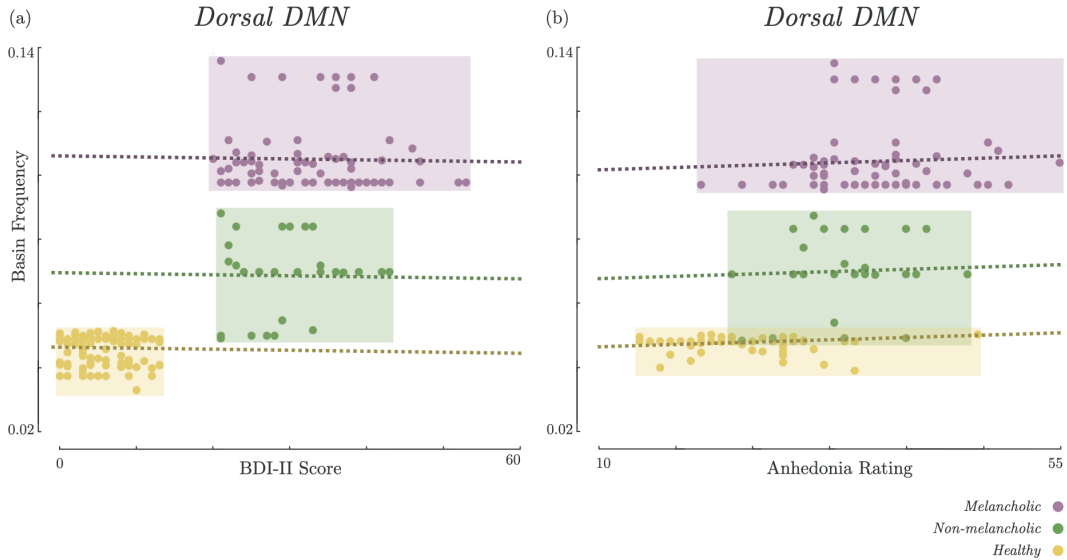 (a)
Dorsal DMN
0.14
Basin Frequency
0.02
0
60
BDI-II Score
(b)
Dorsal DMN
0.14
0.02
10
55
Anhedonia Rating
Melancholic
Non-melancholic
Healthy